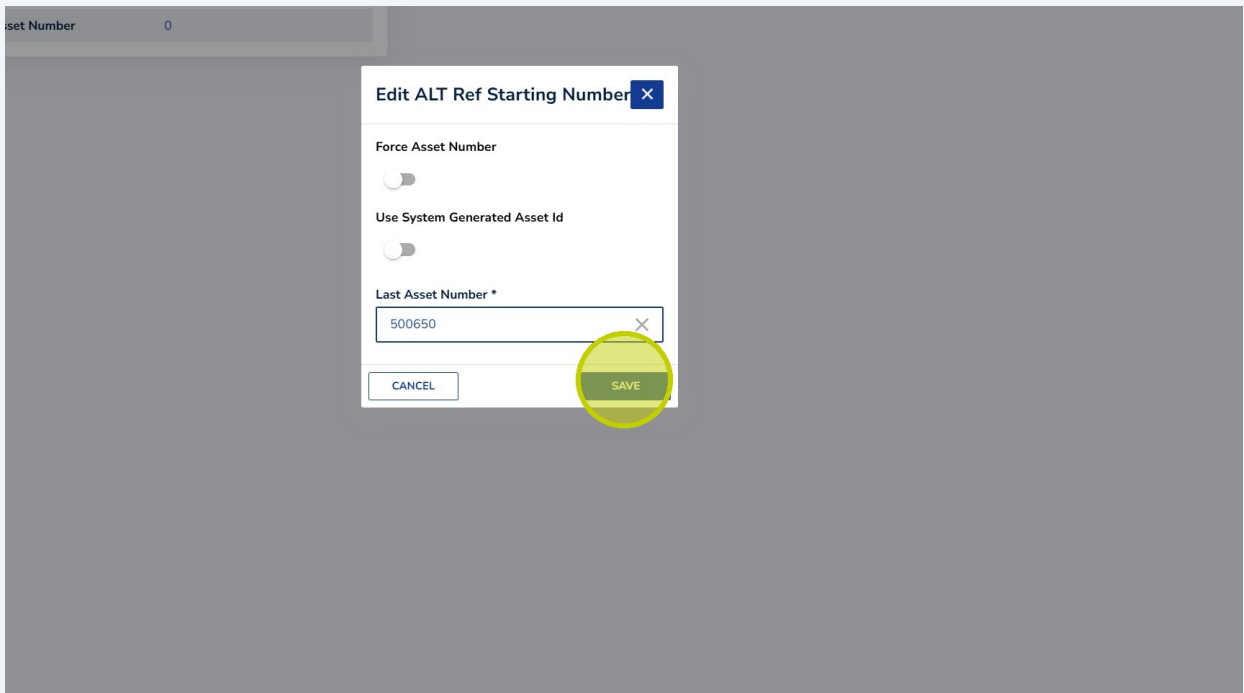 Asset Number 0
Edit ALT Ref Starting Number
Force Asset Number
Use System Generated Asset Id
Last Asset Number *
500650
CANCEL SAVE